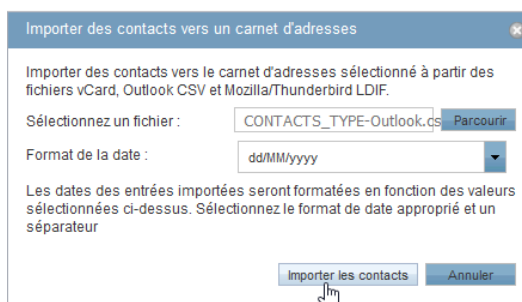 Importer des contacts vers un carnet d'adresses
Importer des contacts vers le carnet d'adresses sélectionné à partir des
fichiers vCard, Outlook CSV et Mozilla/Thunderbird LDIF.
Sélectionnez un fichier : CONTACTS_TYPE-Outlook.cs Parcourir
Format de la date : dd/MM/yyyy
Les dates des entrées importées seront formatées en fonction des valeurs
sélectionnées ci-dessus. Sélectionnez le format de date approprié et un
séparateur
Importer les contacts Annuler